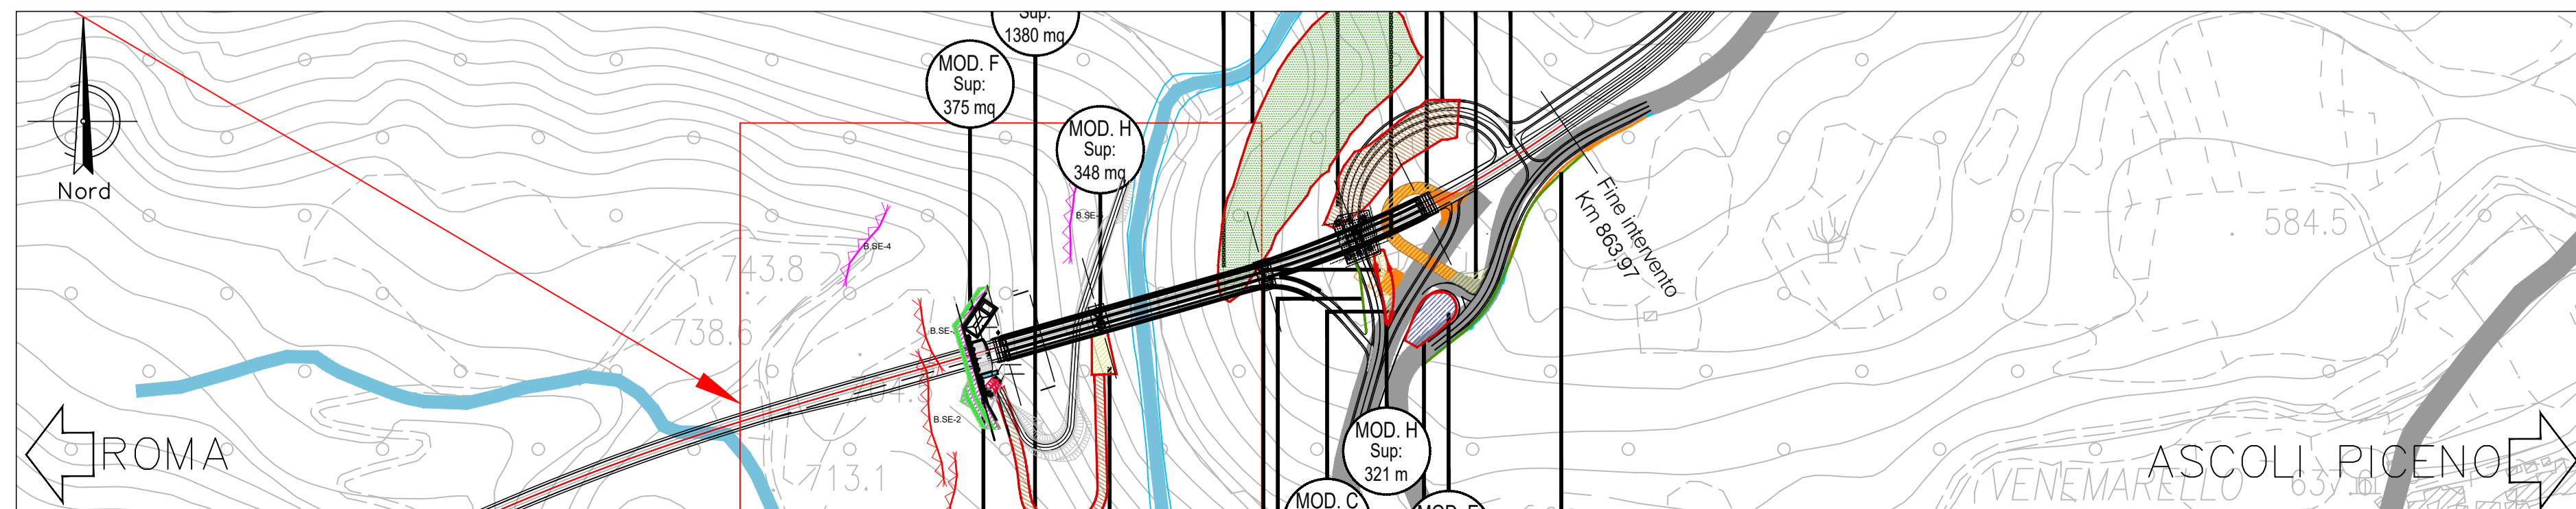 Sup:
1380 mq
MOD. F
Sup:
375 mq
MOD. H
Sup:
348 mq
Nord
B.SE-4
743.8
738.6
B.SE-2
713.1
ROMA
Fine intervento
Km 863.97
584.5
MOD. H
Sup:
321 m
MOD. C
ASCOLI PICENO
VENEMARELLO